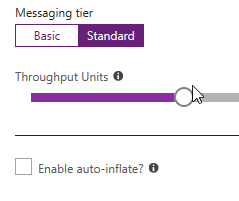 Messaging tier
Basic Standard
Throughput Units
Enable auto-inflate?